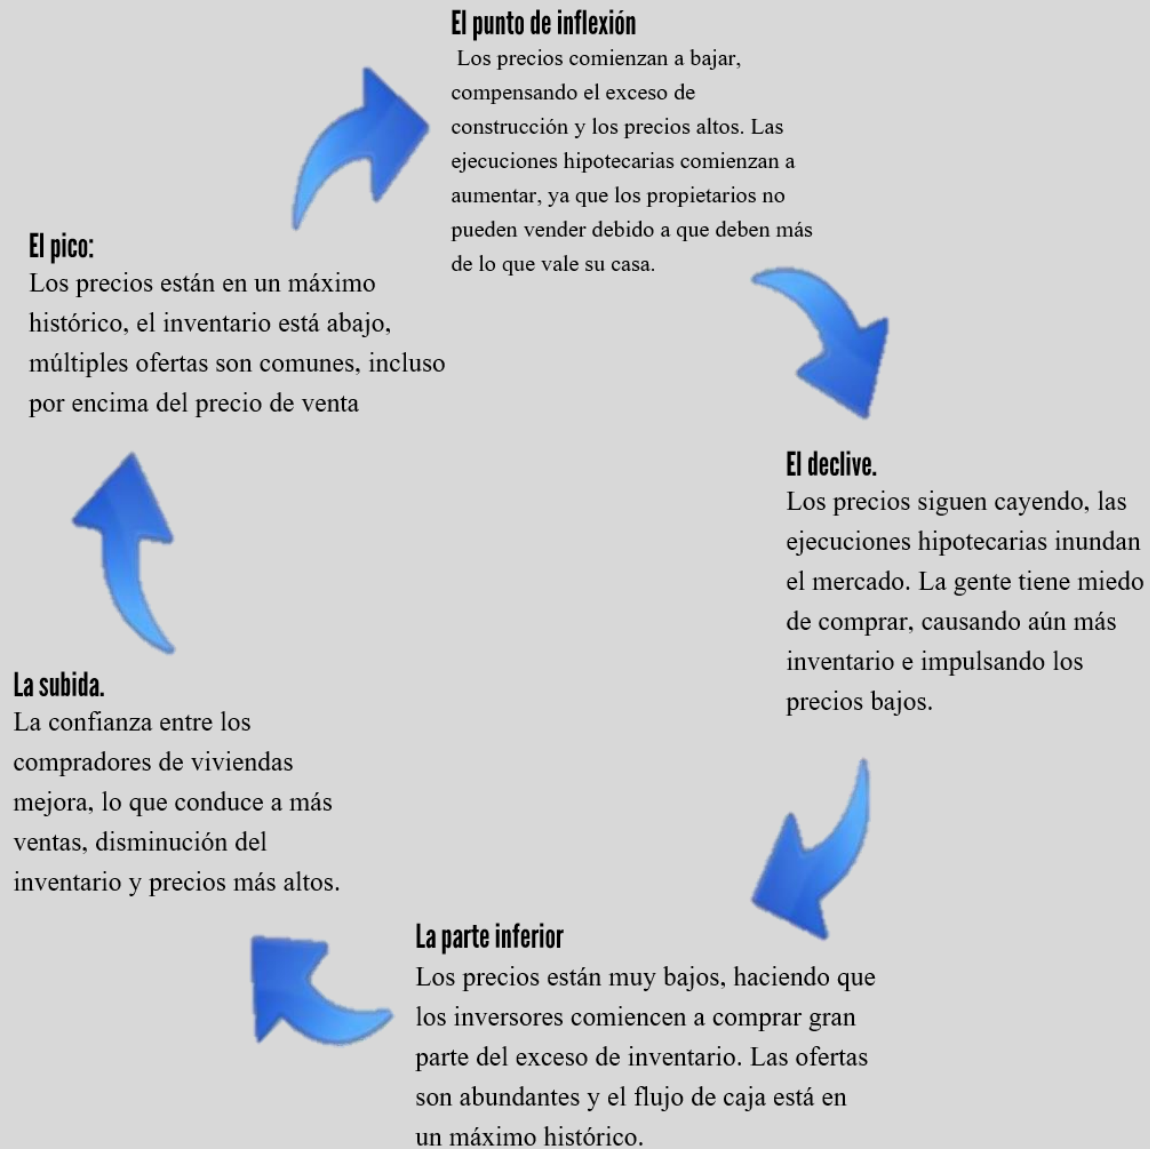 El punto de inflexión
Los precios comienzan a bajar,
compensando el exceso de
construcción y los precios altos. Las
ejecuciones hipotecarias comienzan a
aumentar, ya que los propietarios no
pueden vender debido a que deben más
de lo que vale su casa.
El pico:
Los precios están en un máximo
histórico, el inventario está abajo,
múltiples ofertas son comunes, incluso
por encima del precio de venta
El declive.
Los precios siguen cayendo, las
ejecuciones hipotecarias inundan
el mercado. La gente tiene miedo
de comprar, causando aún más
inventario e impulsando los
precios bajos.
La subida.
La confianza entre los
compradores de viviendas
mejora, lo que conduce a más
ventas, disminución del
inventario y precios más altos.
La parte inferior
Los precios están muy bajos, haciendo que
los inversores comiencen a comprar gran
parte del exceso de inventario. Las ofertas
son abundantes y el flujo de caja está en
un máximo histórico.